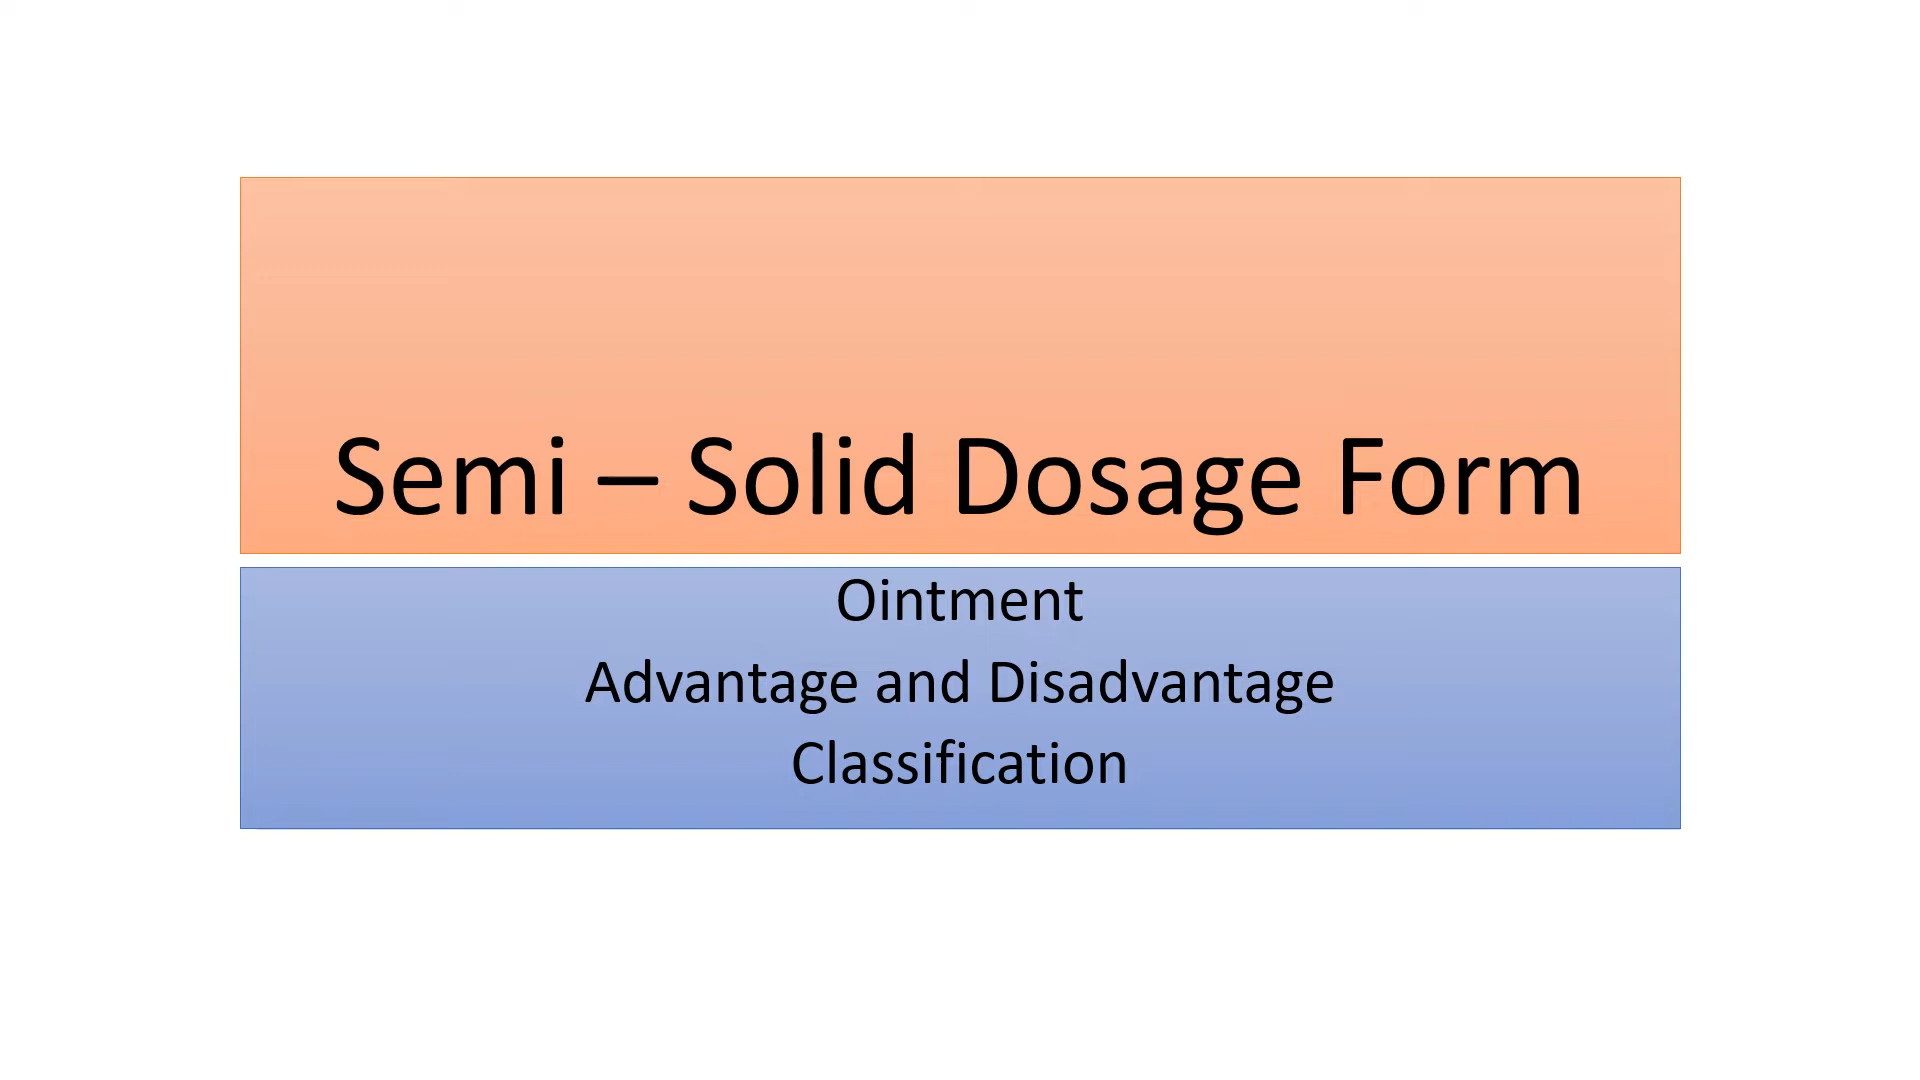 Semi – Solid Dosage Form
Ointment
Advantage and Disadvantage
Classification